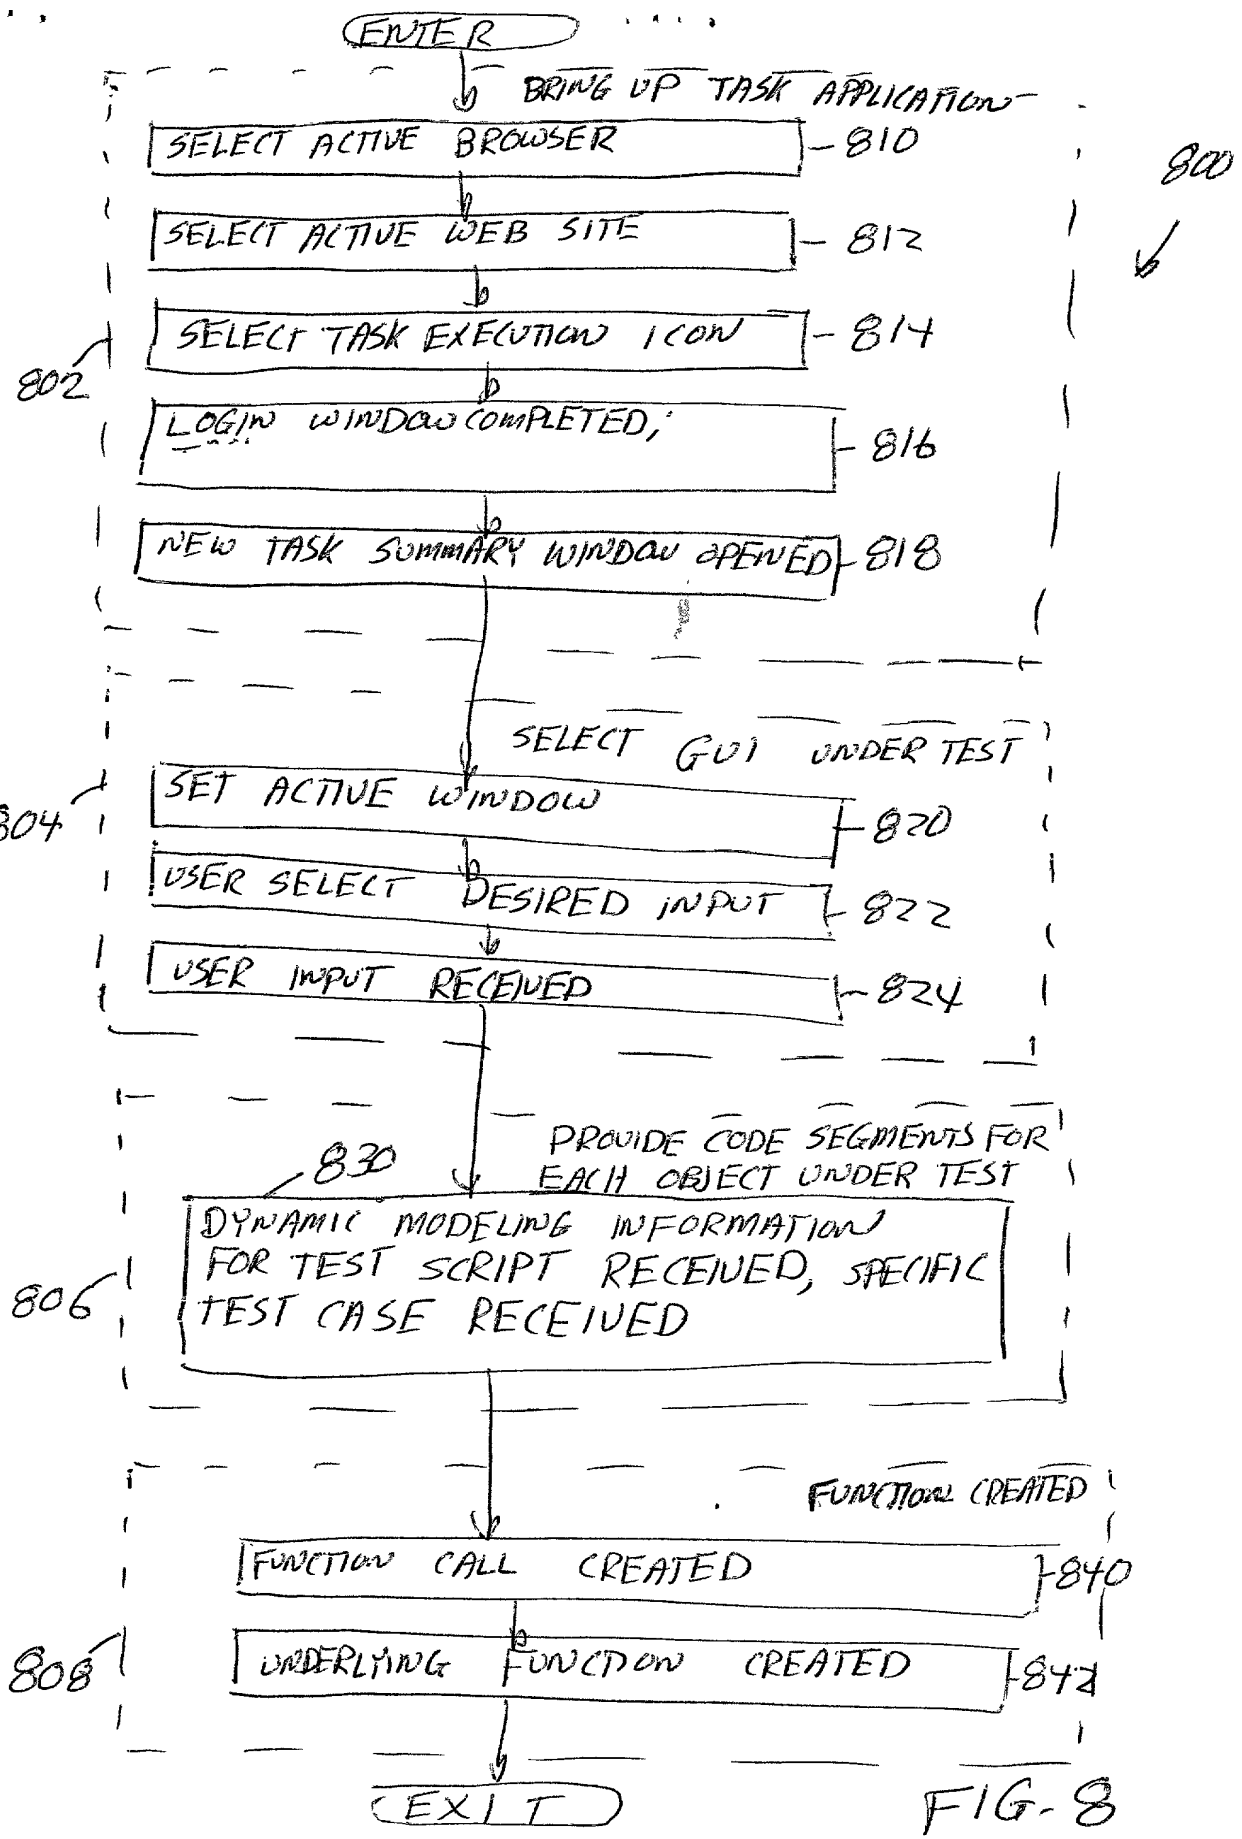 ENTER
BRING UP TASK APPLICATION
SELECT ACTIVE BROWSER
810
800
SELECT ACTIVE WEB SITE
812
SELECT TASK EXECUTION ICON
814
802
LOGIN WINDOW COMPLETED;
816
NEW TASK SUMMARY WINDOW OPENED
818
SELECT GUI UNDER TEST
SET ACTIVE WINDOW
820
804
USER SELECT DESIRED INPUT
822
USER INPUT RECEIVED
824
PROVIDE CODE SEGMENTS FOR
EACH OBJECT UNDER TEST
830
DYNAMIC MODELING INFORMATION
FOR TEST SCRIPT RECEIVED, SPECIFIC
TEST CASE RECEIVED
806
FUNCTION CREATED
FUNCTION CALL CREATED
840
UNDERLYING FUNCTION CREATED
842
808
EXIT
FIG. 8